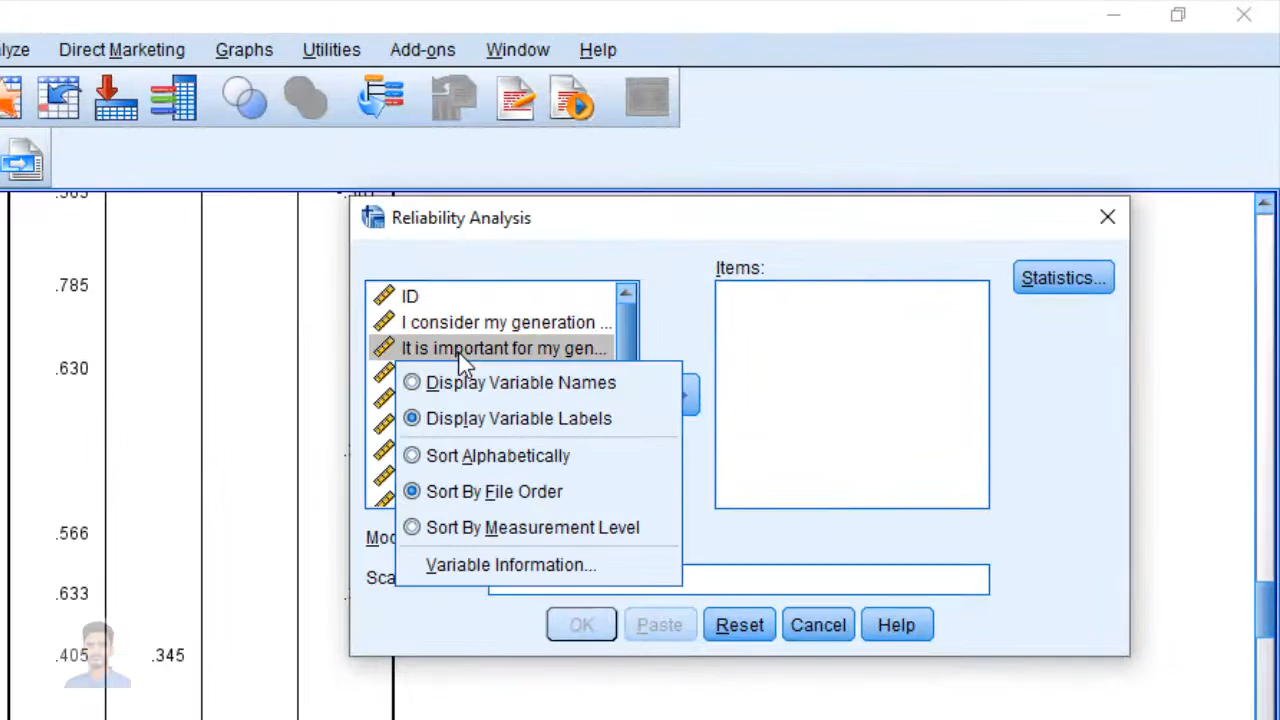 lyze Direct Marketing Graphs Utilities Add-ons Window Help
Reliability Analysis
Items:
Statistics...
ID
I consider my generation ...
It is important for my gen...
Display Variable Names
Display Variable Labels
Sort Alphabetically
Sort By File Order
Sort By Measurement Level
Variable Information...
Mod
Sca
OK Paste Reset Cancel Help
.785
.630
.566
.633
.405 .345